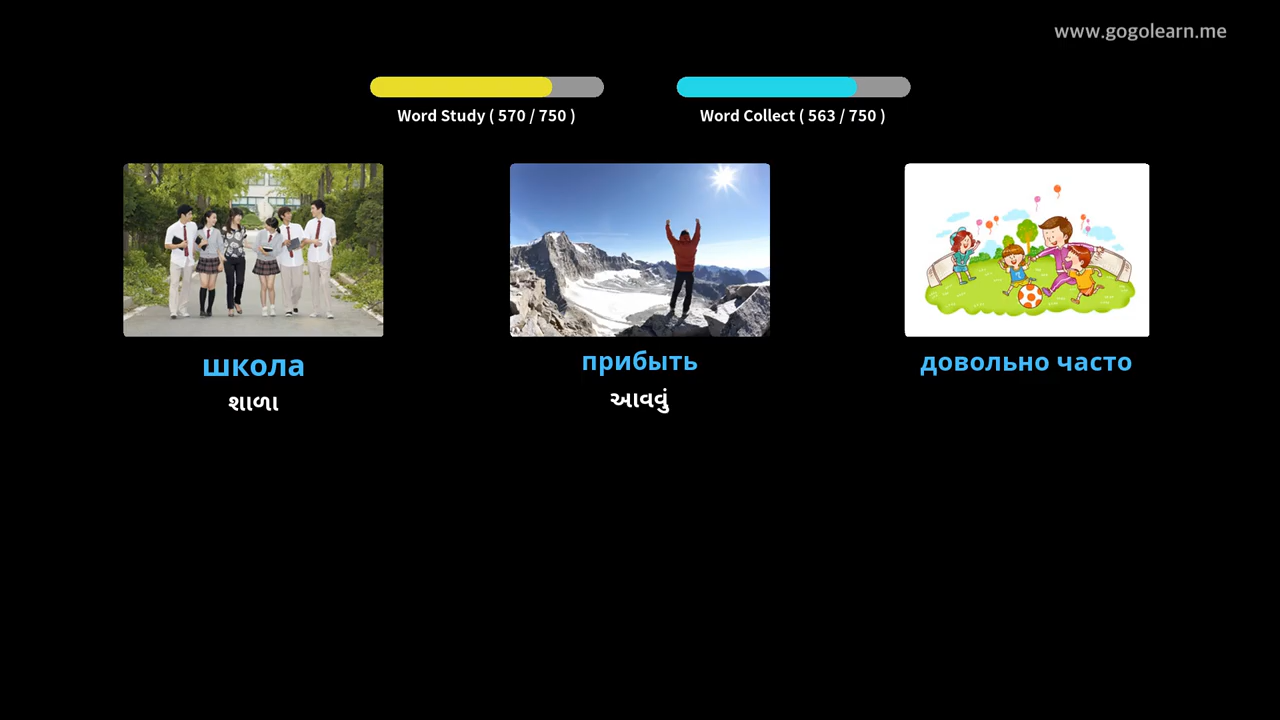 www.gogolearn.me
Word Study ( 570 / 750 )
Word Collect ( 563 / 750 )
школа
прибыть
довольно часто
શાળા
આવવું